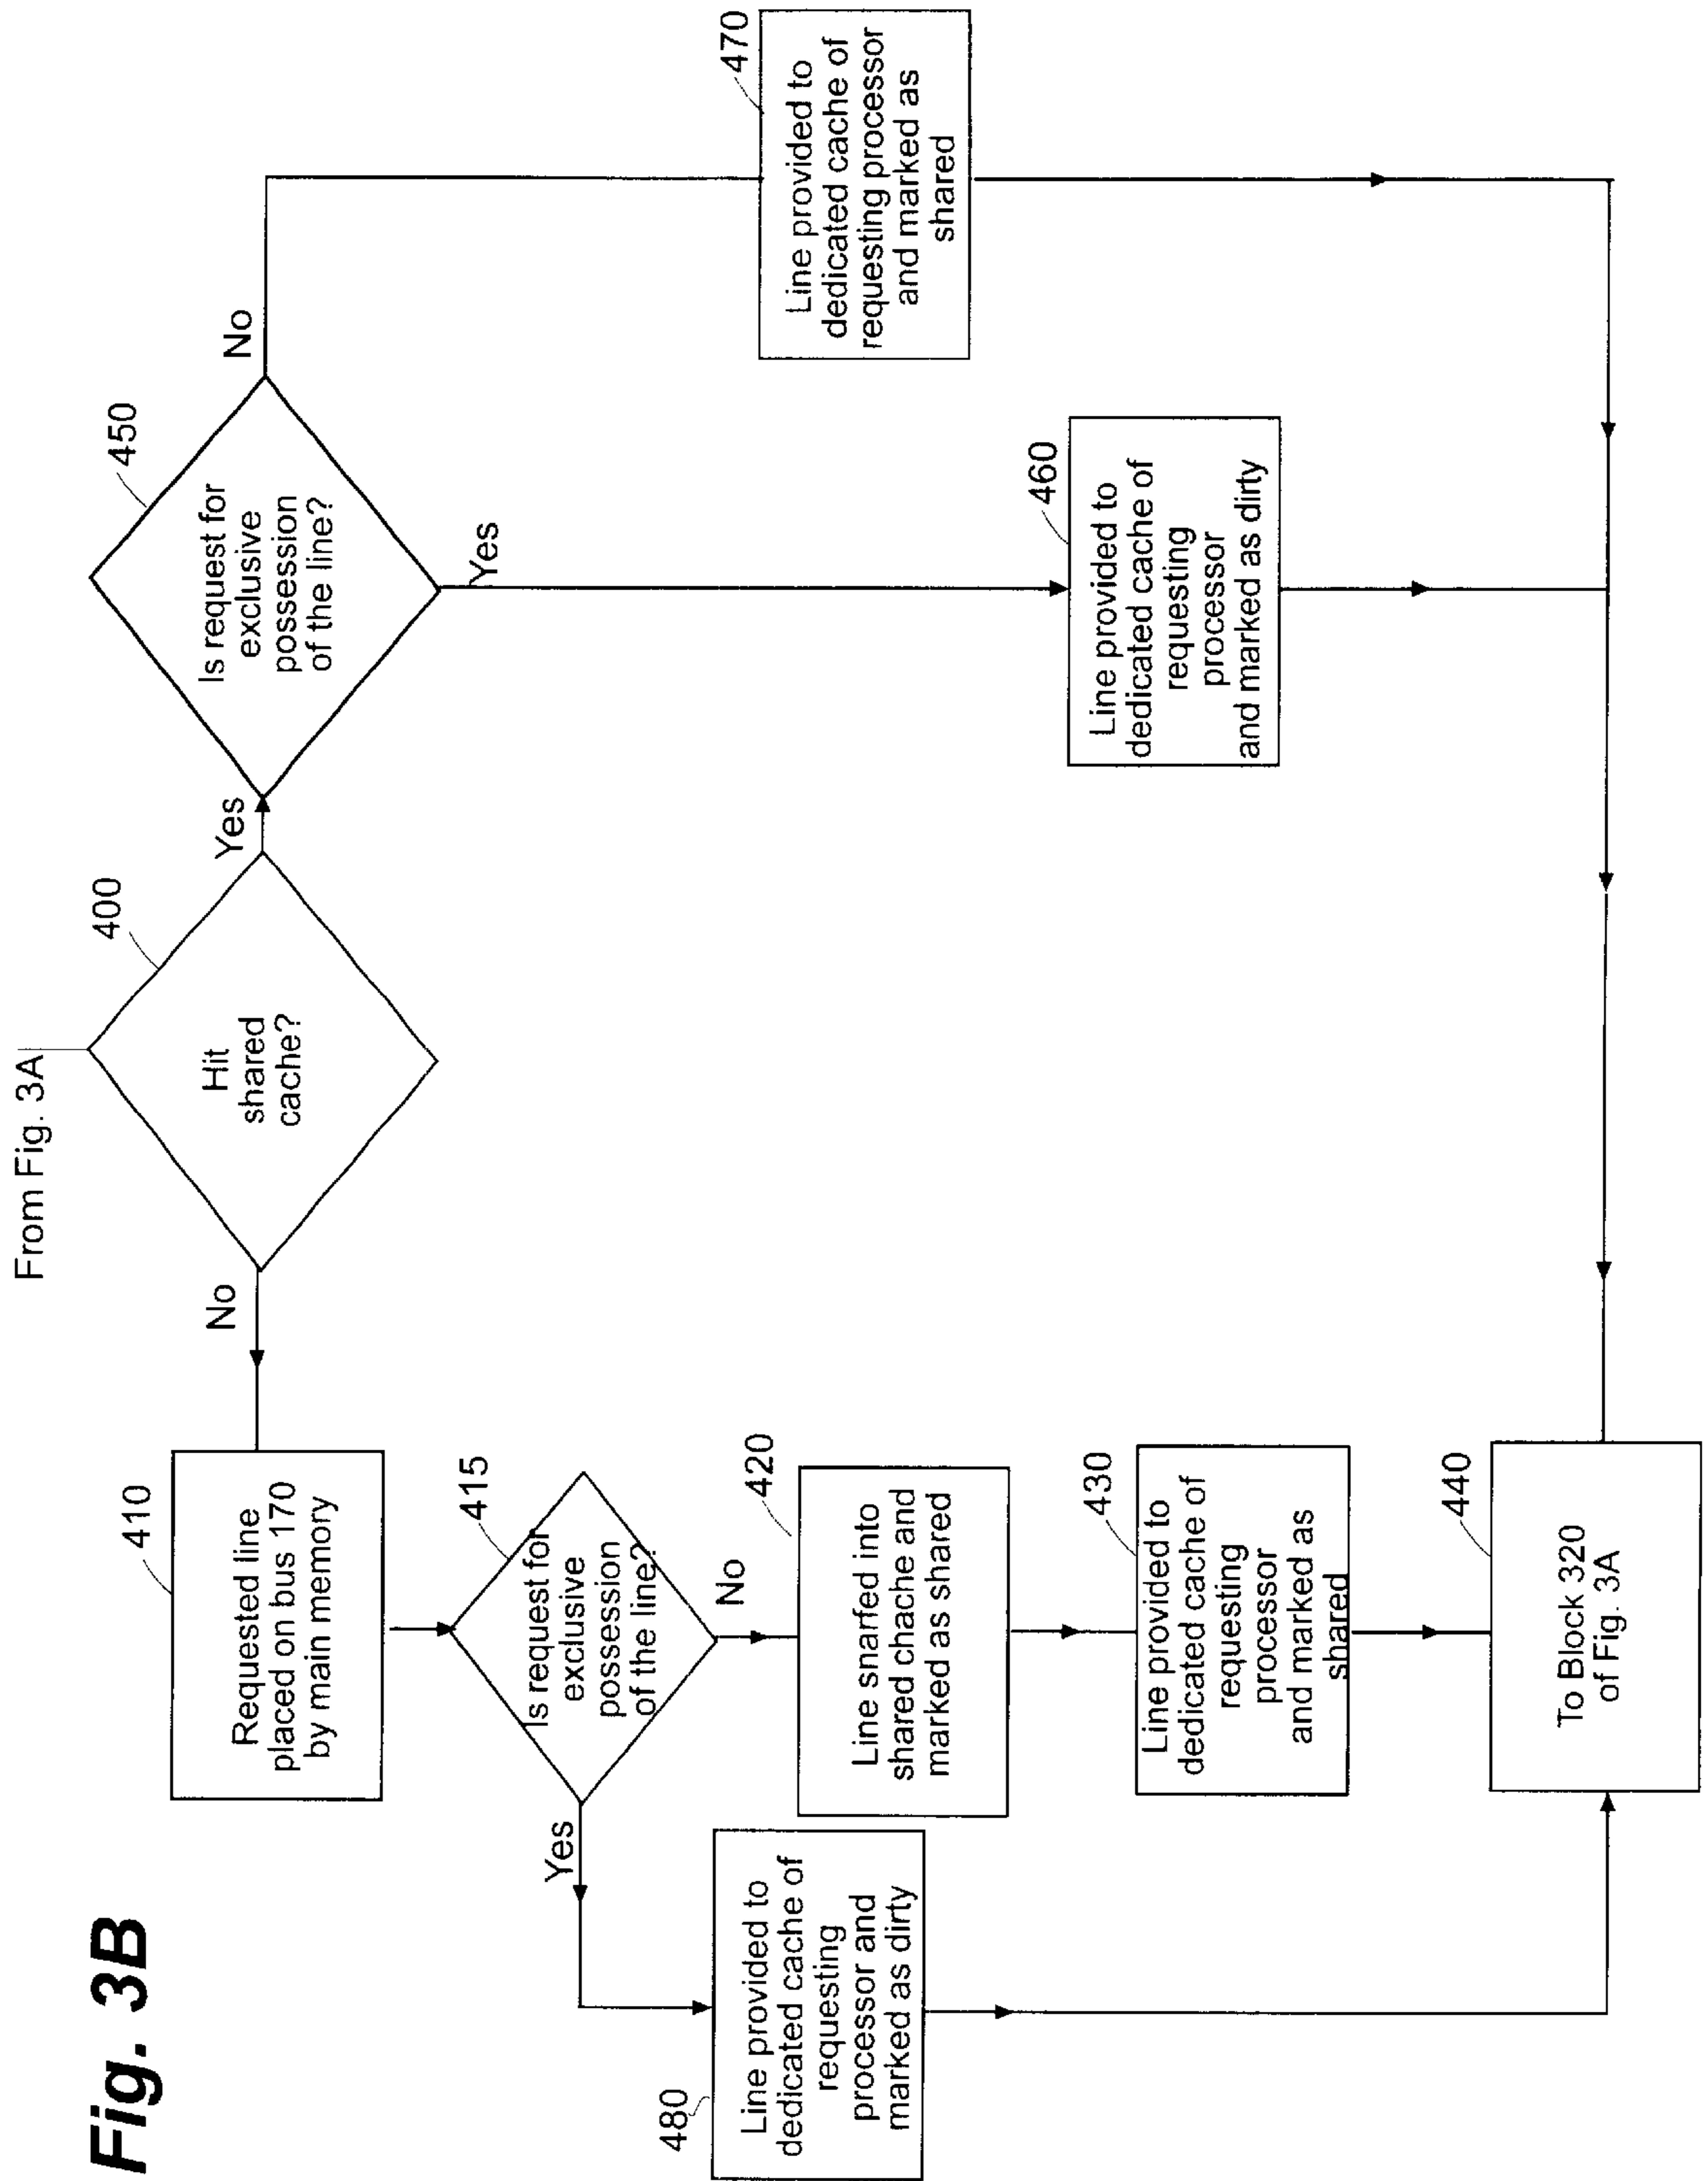 Fig. 3B
From Fig. 3A
400
Hit
shared
cache?
Yes
No
450
Is request for
exclusive
possession
of the line?
No
Yes
470
Line provided to
dedicated cache of
requesting processor
and marked as
shared
460
Line provided to
dedicated cache of
requesting
processor
and marked as dirty
410
Requested line
placed on bus 170
by main memory
415
Is request for
exclusive
possession
of the line?
Yes
No
480
Line provided to
dedicated cache of
requesting
processor and
marked as dirty
420
Line snarfed into
shared chache and
marked as shared
430
Line provided to
dedicated cache of
requesting
processor
and marked as
shared
440
To Block 320
of Fig. 3A